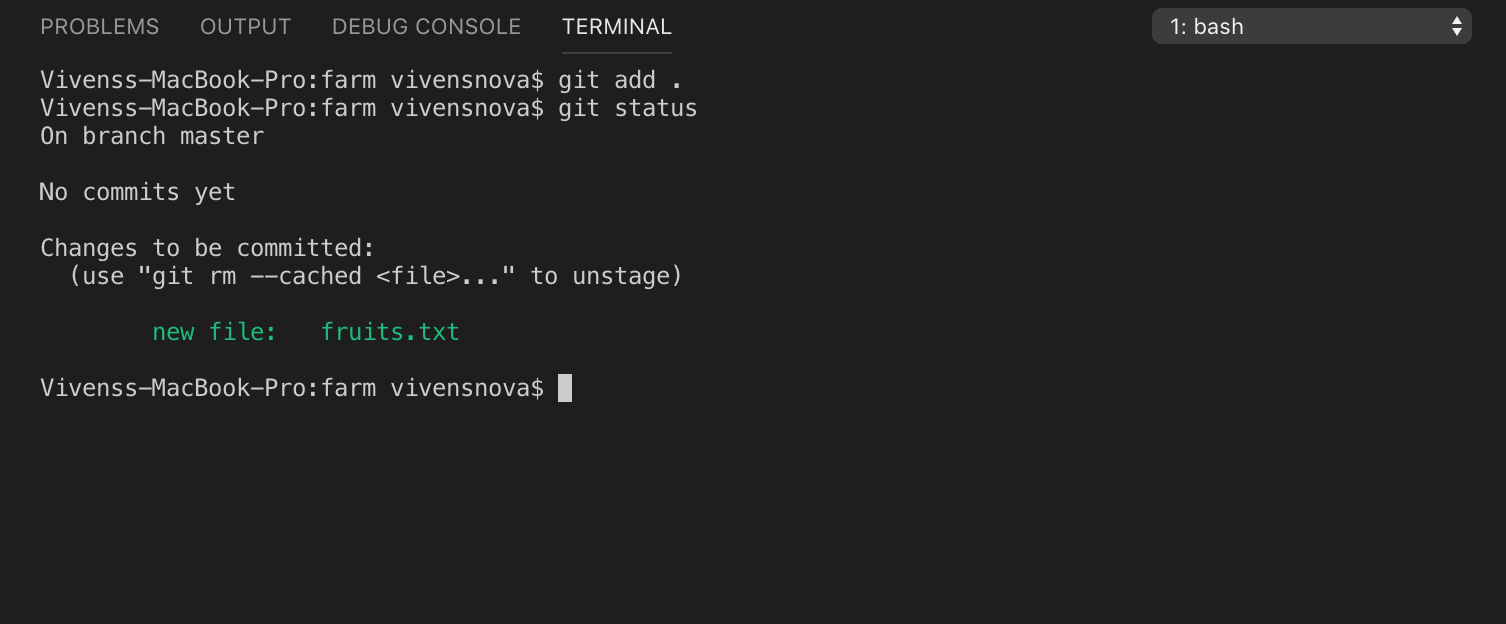 PROBLEMS OUTPUT DEBUG CONSOLE TERMINAL 1: bash
Vivenss-MacBook-Pro:farm vivensnova$ git add .
Vivenss-MacBook-Pro:farm vivensnova$ git status
On branch master
No commits yet
Changes to be committed:
(use "git rm --cached <file>..." to unstage)
new file: fruits.txt
Vivenss-MacBook-Pro:farm vivensnova$